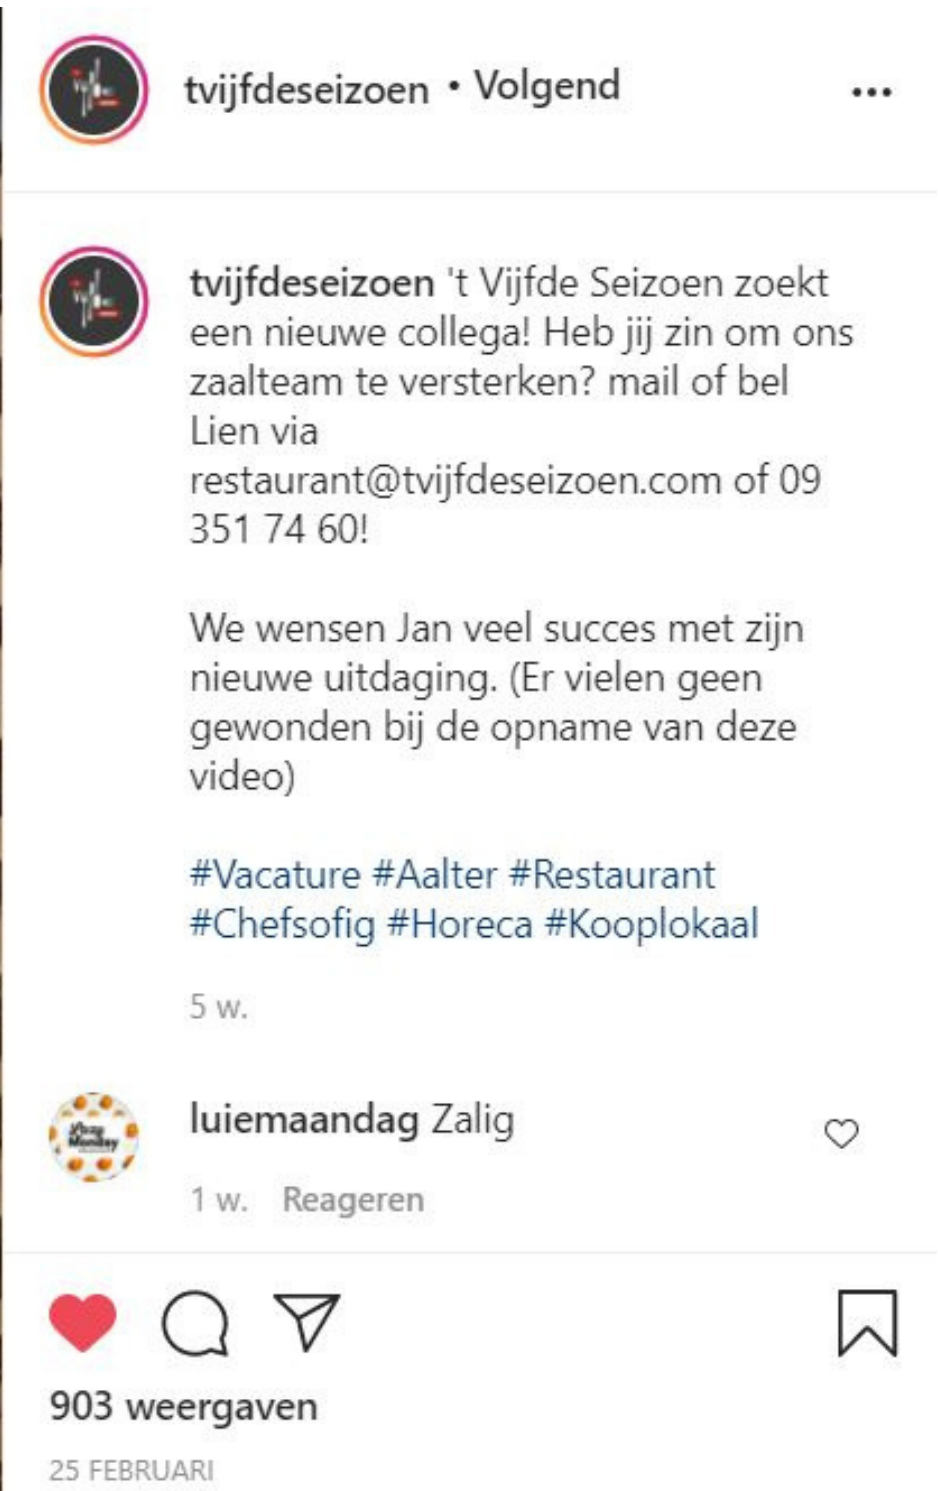 tvijfdeseizoen • Volgend
tvijfdeseizoen 't Vijfde Seizoen zoekt
een nieuwe collega! Heb jij zin om ons
zaalteam te versterken? mail of bel
Lien via
restaurant@tvijfdeseizoen.com of 09
351 74 60!
We wensen Jan veel succes met zijn
nieuwe uitdaging. (Er vielen geen
gewonden bij de opname van deze
video)
#Vacature #Aalter #Restaurant
#Chefsofig #Horeca #Kooplokaal
5 w.
Monday
luiemaandag Zalig
1 w. Reageren
903 weergaven
25 FEBRUARI